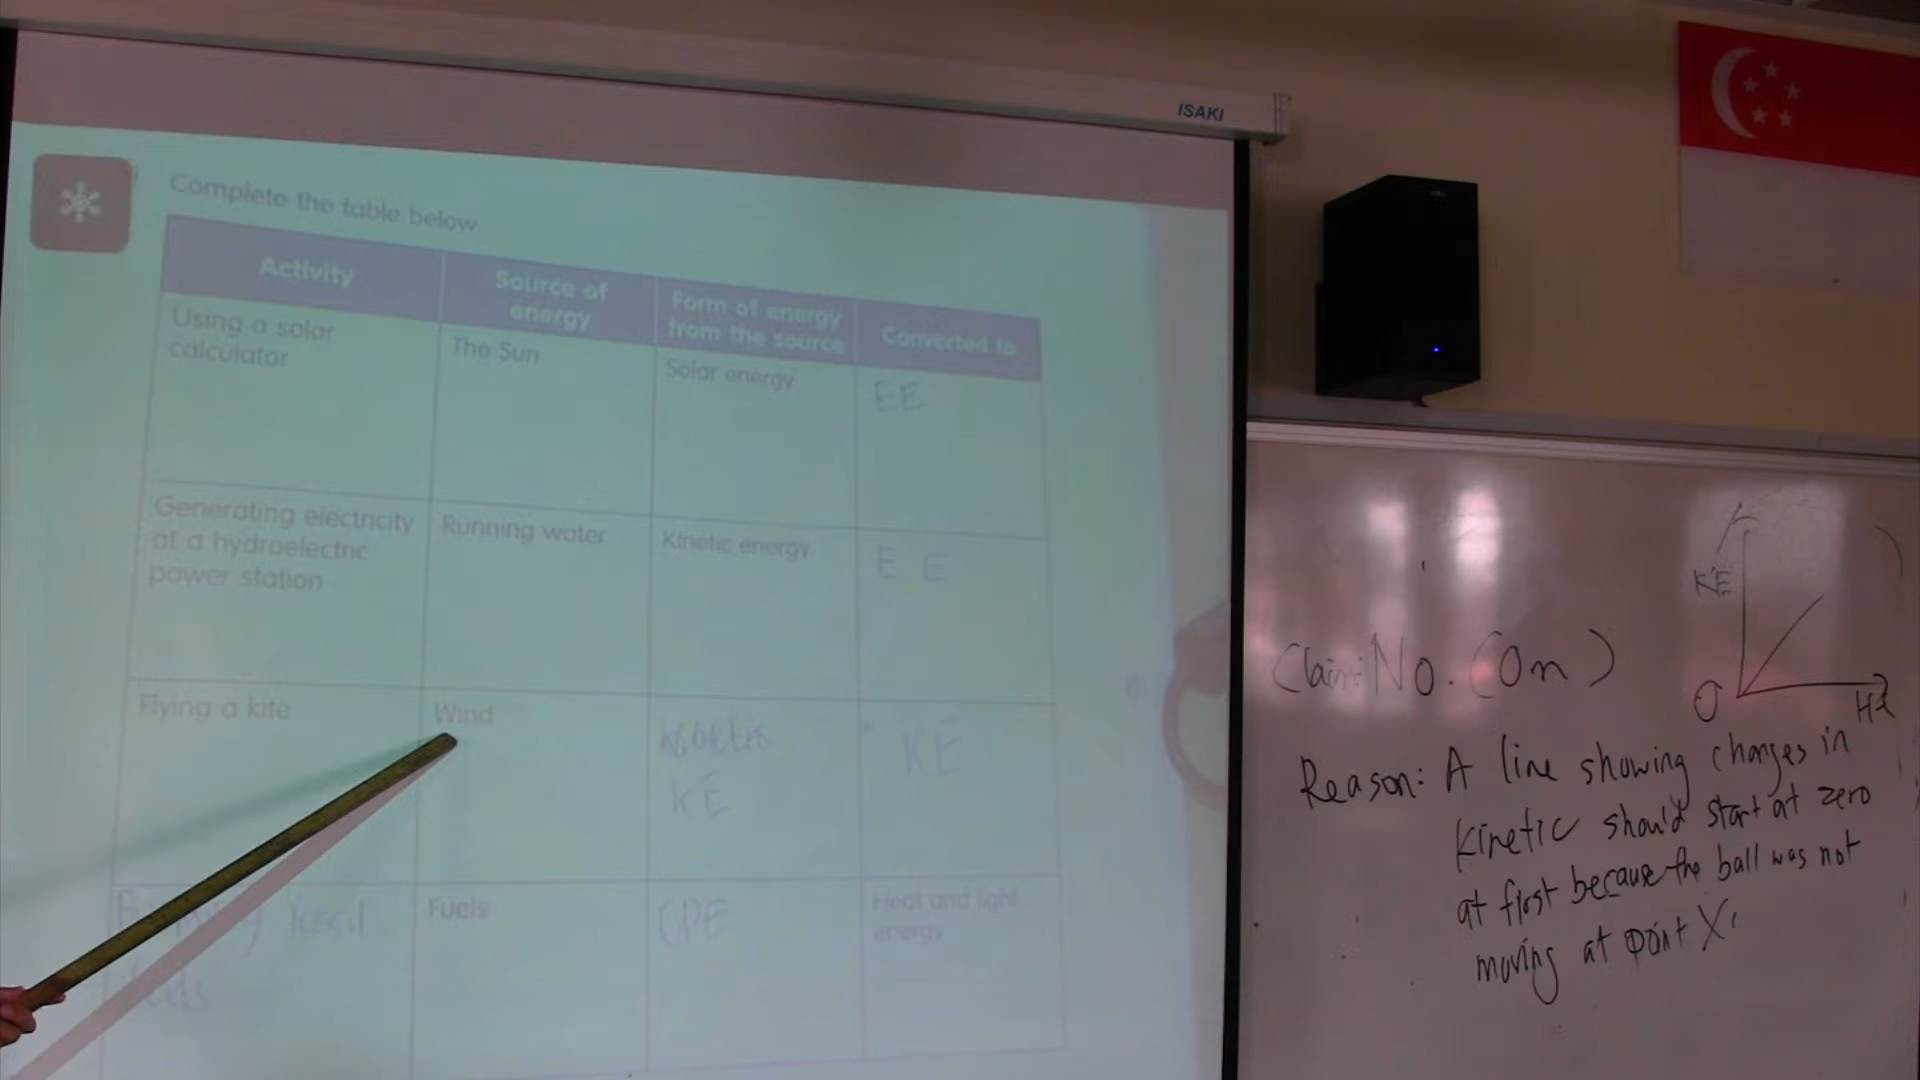 ISAKI
Complete the table below
Activity
Source of
energy
Form of energy
from the source
Converted to
Using a solar
calculator
The Sun
Solar energy
EE
Generating electricity
at a hydroelectric
power station
Running water
Kinetic energy
E E
Flying a kite
Wind
KE
KE
fossil
Fuels
CPE
Heat and light
energy
KE
O
Ht
Claim: No. (Om)
Reason: A line showing changes in
kinetic should start at zero
at first because the ball was not
moving at point X